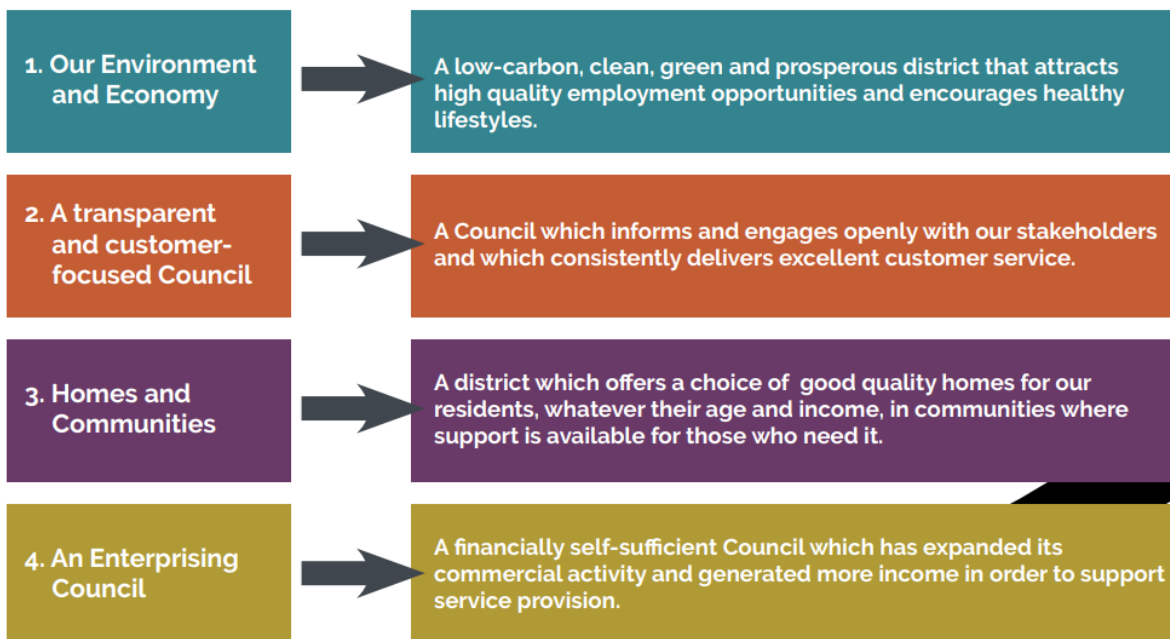 1. Our Environment
and Economy
A low-carbon, clean, green and prosperous district that attracts
high quality employment opportunities and encourages healthy
lifestyles.
2. A transparent
and customer-
focused Council
A Council which informs and engages openly with our stakeholders
and which consistently delivers excellent customer service.
3. Homes and
Communities
A district which offers a choice of good quality homes for our
residents, whatever their age and income, in communities where
support is available for those who need it.
4. An Enterprising
Council
A financially self-sufficient Council which has expanded its
commercial activity and generated more income in order to support
service provision.